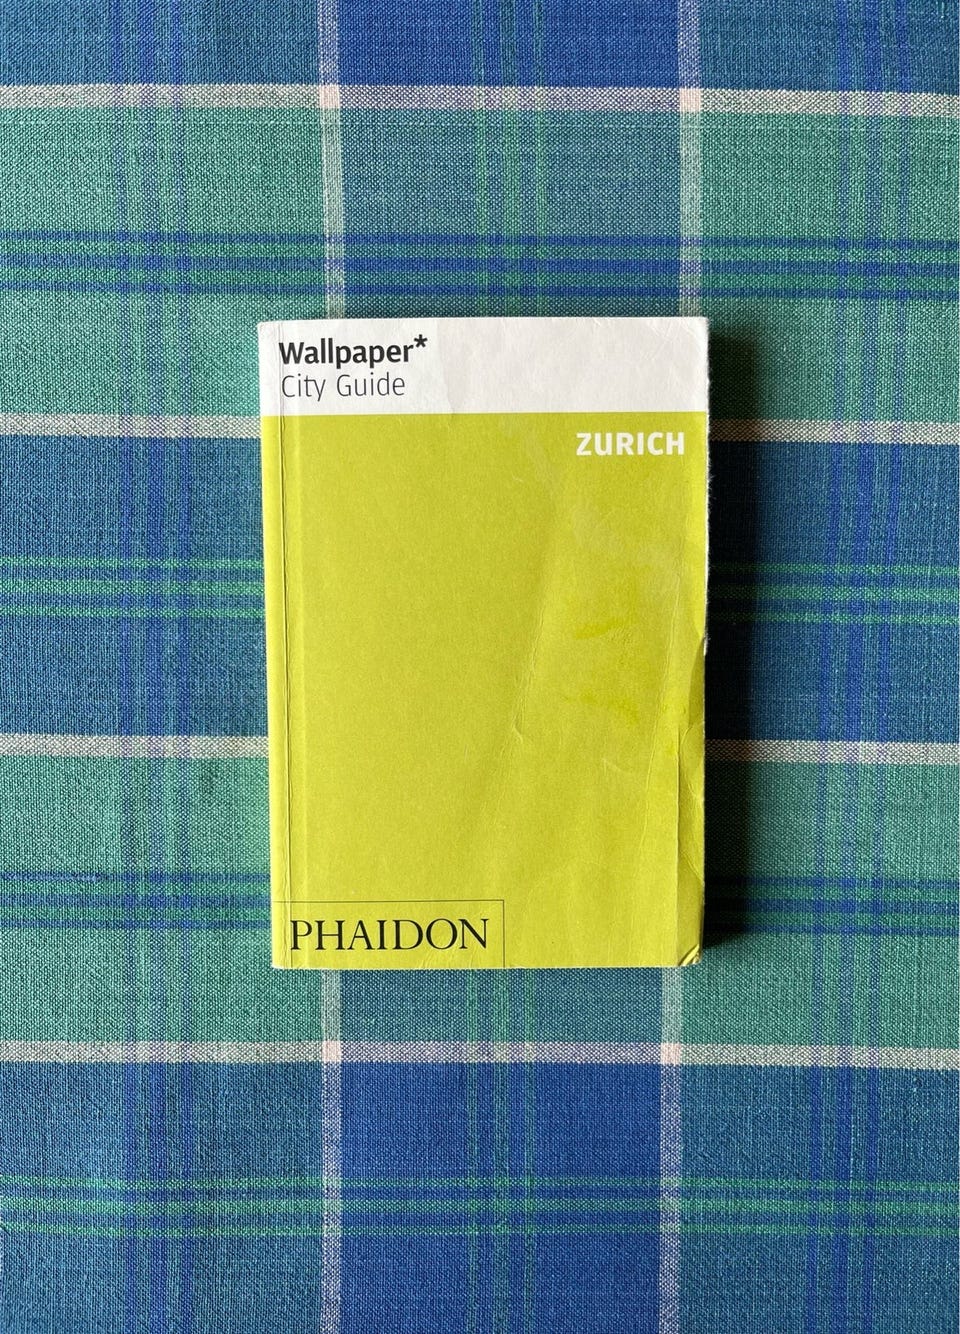 Wallpaper*
City Guide
ZURICH
PHAIDON